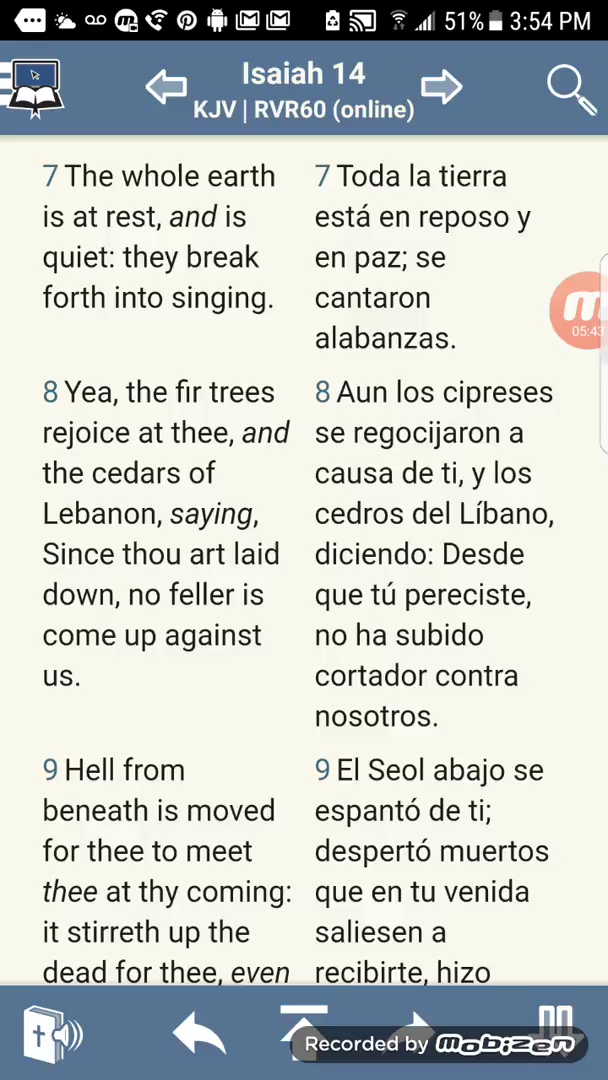 51% 3:54 PM
Isaiah 14
KJV | RVR60 (online)
05:43
7 The whole earth
is at rest, and is
quiet: they break
forth into singing.
8 Yea, the fir trees
rejoice at thee, and
the cedars of
Lebanon, saying,
Since thou art laid
down, no feller is
come up against
us.
9 Hell from
beneath is moved
for thee to meet
thee at thy coming:
it stirreth up the
dead for thee, even
7 Toda la tierra
está en reposo y
en paz; se
cantaron
alabanzas.
8 Aun los cipreses
se regocijaron a
causa de ti, y los
cedros del Líbano,
diciendo: Desde
que tú pereciste,
no ha subido
cortador contra
nosotros.
9 El Seol abajo se
espantó de ti;
despertó muertos
que en tu venida
saliesen a
recibirte, hizo
Recorded by Mobizen